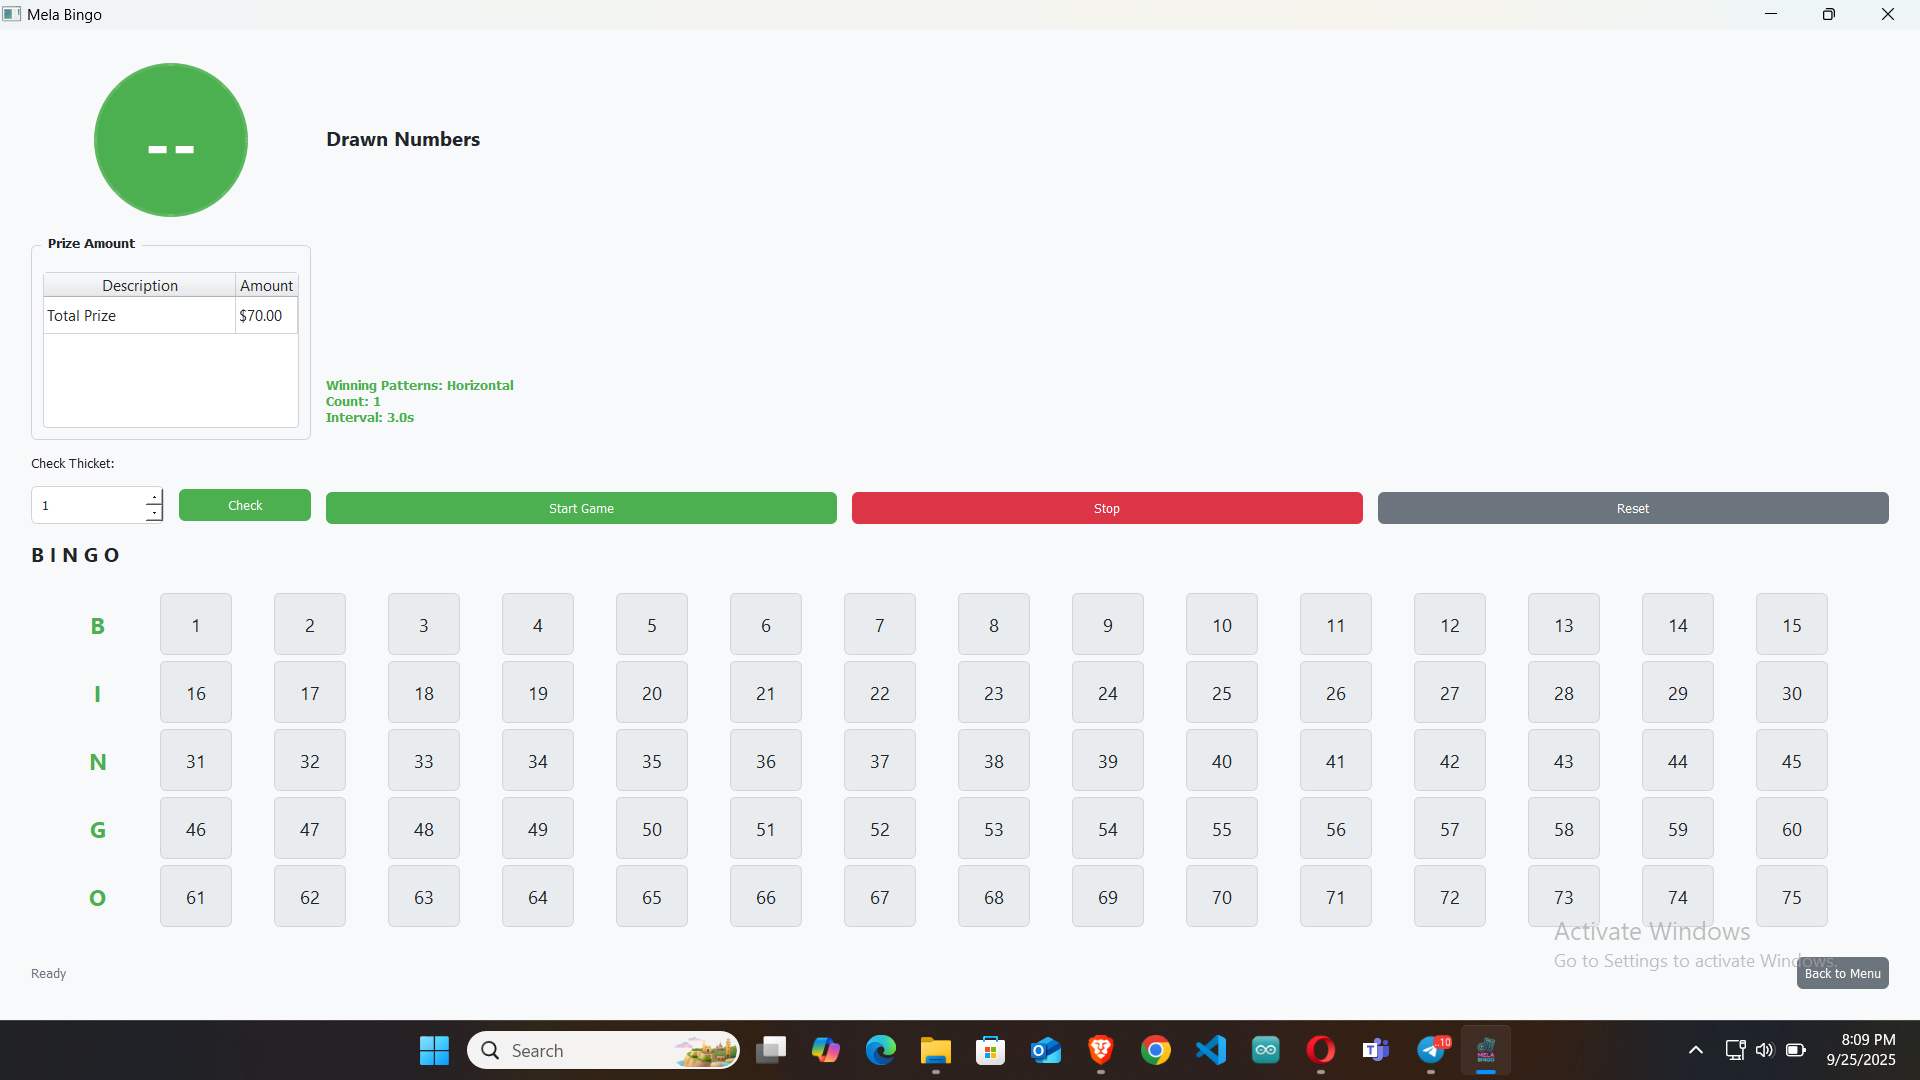 Mela Bingo
--
Drawn Numbers
Prize Amount
Description Amount
Total Prize $70.00
Winning Patterns: Horizontal
Count: 1
Interval: 3.0s
Check Thicket:
1 Check Start Game Stop Reset
B I N G O
B 1 2 3 4 5 6 7 8 9 10 11 12 13 14 15
I 16 17 18 19 20 21 22 23 24 25 26 27 28 29 30
N 31 32 33 34 35 36 37 38 39 40 41 42 43 44 45
G 46 47 48 49 50 51 52 53 54 55 56 57 58 59 60
O 61 62 63 64 65 66 67 68 69 70 71 72 73 74 75
Activate Windows
Go to Settings to activate Windows.
Ready Back to Menu
Search
10
MELA
BINGO
8:09 PM
9/25/2025